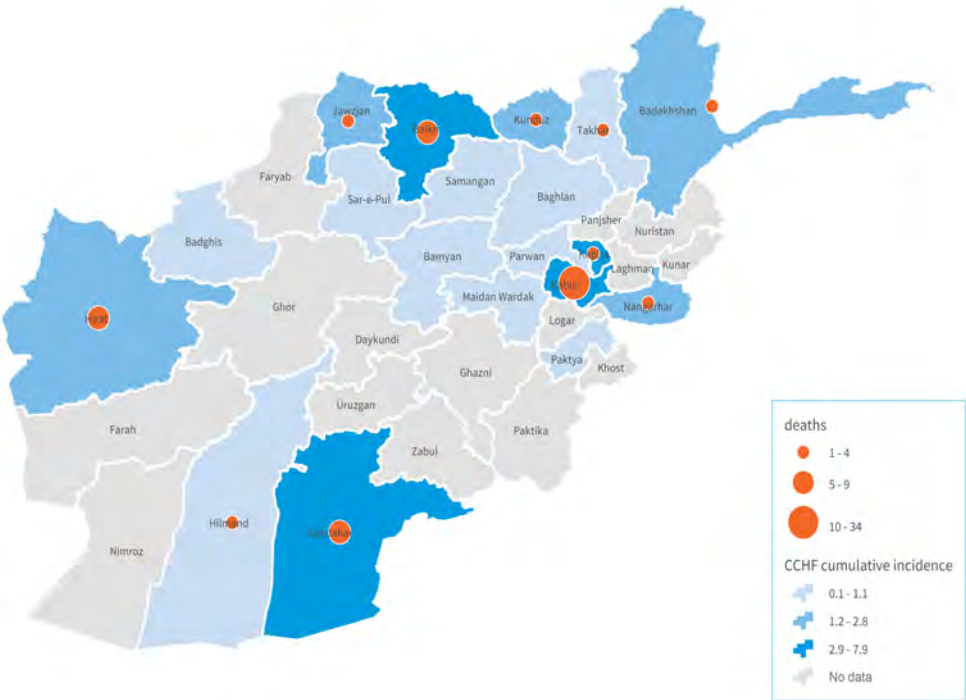 Jawzjan
Balkh
Kunduz
Takhar
Badakhshan
Faryab
Sar-e-Pul
Samangan
Baghlan
Panjsher
Nuristan
Badghis
Bamyan
Parwan
Kapisa
Laghman
Kunar
Hirat
Ghor
Maidan Wardak
Kabul
Nangarhar
Logar
Daykundi
Paktya
Khost
Ghazni
Uruzgan
Farah
Zabul
Paktika
Hilmand
Kandahar
Nimroz
deaths
1 - 4
5 - 9
10 - 34
CCHF cumulative incidence
0.1 - 1.1
1.2 - 2.8
2.9 - 7.9
No data